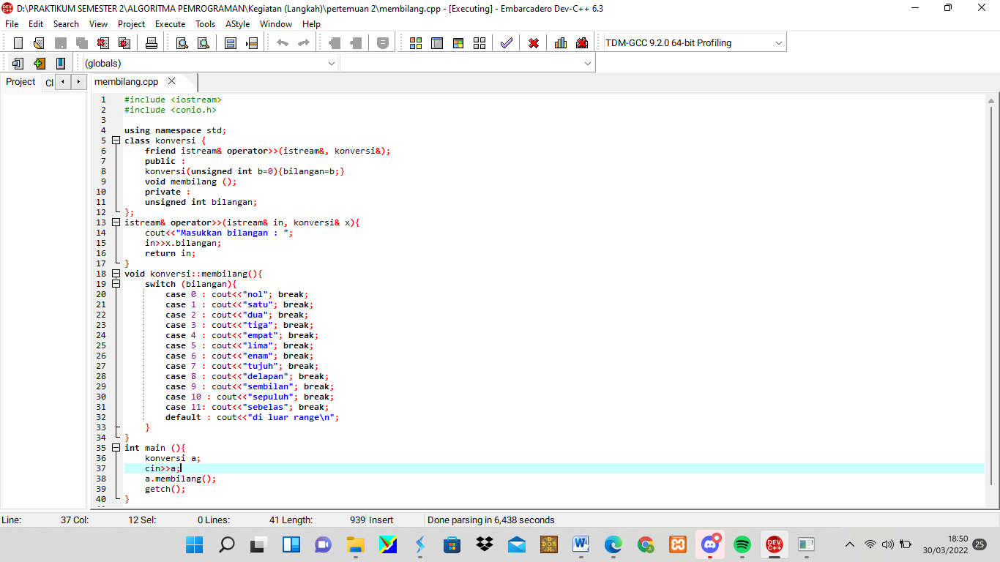 D:\PRAKTIKUM SEMESTER 2\ALGORITMA PEMROGRAMAN\Kegiatan (Langkah)\pertemuan 2\membilang.cpp - [Executing] - Embarcadero Dev-C++ 6.3
File Edit Search View Project Execute Tools AStyle Window Help
TDM-GCC 9.2.0 64-bit Profiling
(globals)
Project Cl membilang.cpp
1 #include <iostream>
2 #include <conio.h>
3
4 using namespace std;
5 class konversi {
6 friend istream& operator>>(istream&, konversi&);
7 public :
8 konversi(unsigned int b=0){bilangan=b;}
9 void membilang ();
10 private :
11 unsigned int bilangan;
12 };
13 istream& operator>>(istream& in, konversi& x){
14 cout<<"Masukkan bilangan : ";
15 in>>x.bilangan;
16 return in;
17 }
18 void konversi::membilang(){
19 switch (bilangan){
20 case 0 : cout<<"nol"; break;
21 case 1 : cout<<"satu"; break;
22 case 2 : cout<<"dua"; break;
23 case 3 : cout<<"tiga"; break;
24 case 4 : cout<<"empat"; break;
25 case 5 : cout<<"lima"; break;
26 case 6 : cout<<"enam"; break;
27 case 7 : cout<<"tujuh"; break;
28 case 8 : cout<<"delapan"; break;
29 case 9 : cout<<"sembilan"; break;
30 case 10 : cout<<"sepuluh"; break;
31 case 11: cout<<"sebelas"; break;
32 default : cout<<"di luar range\n";
33 }
34 }
35 int main (){
36 konversi a;
37 cin>>a;
38 a.membilang();
39 getch();
40 }
Line: 37 Col: 12 Sel: 0 Lines: 41 Length: 939 Insert Done parsing in 6,438 seconds
DEV C++
18:50
30/03/2022 25